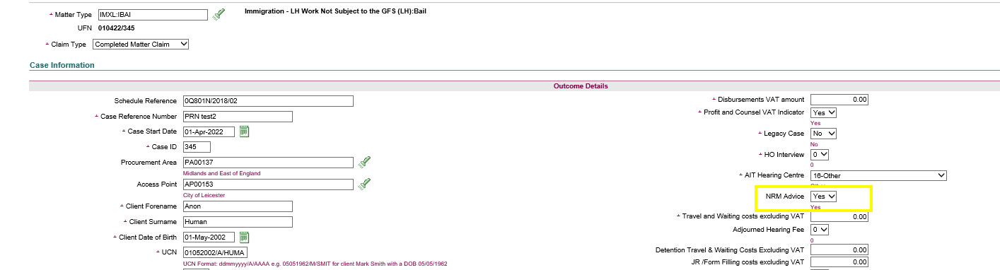 Matter Type IMXL:IBAI Immigration - LH Work Not Subject to the GFS (LH):Bail
UFN 010422/345
Claim Type Completed Matter Claim
Case Information
Outcome Details
Schedule Reference 0Q801N/2018/02
Case Reference Number PRN test2
Case Start Date 01-Apr-2022
Case ID 345
Procurement Area PA00137
Midlands and East of England
Access Point AP00153
City of Leicester
Client Forename Anon
Client Surname Human
Client Date of Birth 01-May-2002
UCN 01052002/A/HUMA
UCN Format: ddmmyyyy/A/AAAA e.g. 05051962/M/SMIT for client Mark Smith with a DOB 05/05/1962
Disbursements VAT amount 0.00
Profit and Counsel VAT Indicator Yes
Yes
Legacy Case No
No
HO Interview 0
0
AIT Hearing Centre 16-Other
NRM Advice Yes
Yes
Travel and Waiting costs excluding VAT 0.00
Adjourned Hearing Fee 0
0
Detention Travel & Waiting Costs Excluding VAT 0.00
JR /Form Filling costs excluding VAT 0.00